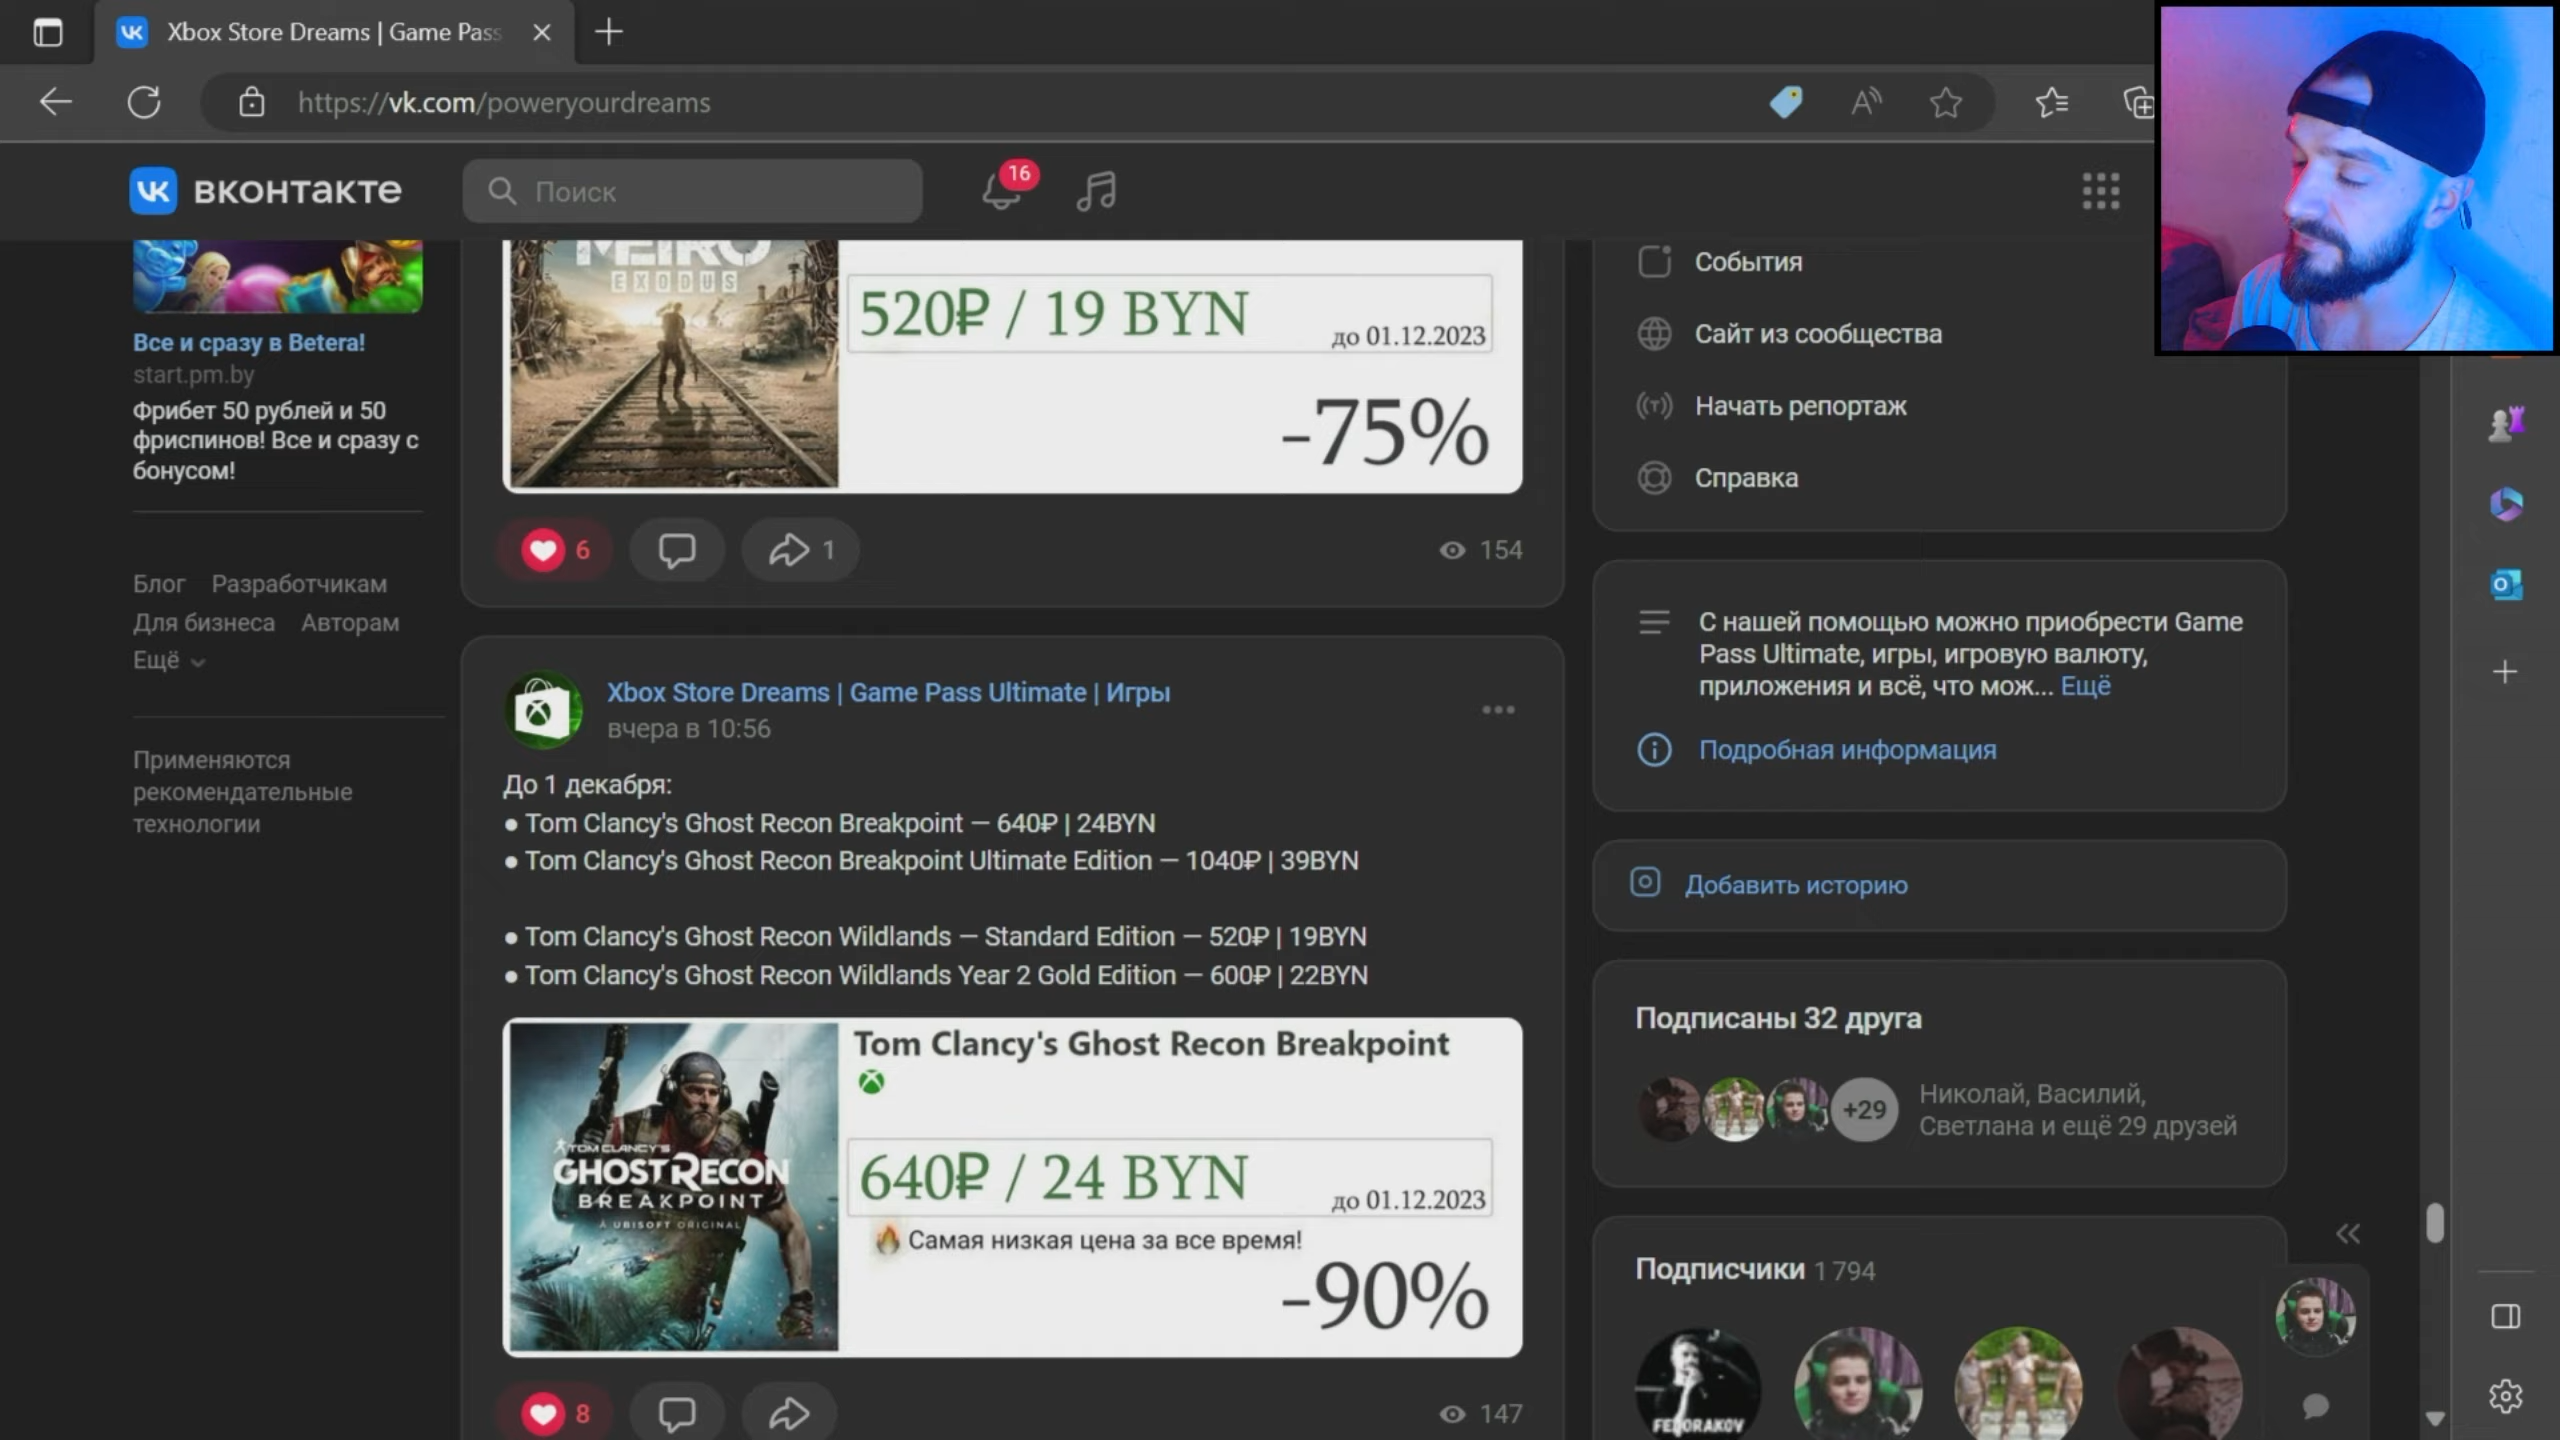 Xbox Store Dreams | Game Pass
https://vk.com/poweryourdreams
вконтакте
Поиск
16
Все и сразу в Betera!
start.pm.by
Фрибет 50 рублей и 50
фриспинов! Все и сразу с
бонусом!
Блог Разработчикам
Для бизнеса Авторам
Ещё
Применяются
рекомендательные
технологии
METRO
EXODUS
520₽ / 19 BYN
до 01.12.2023
-75%
6
1
154
Xbox Store Dreams | Game Pass Ultimate | Игры
вчера в 10:56
До 1 декабря:
● Tom Clancy's Ghost Recon Breakpoint — 640₽ | 24BYN
● Tom Clancy's Ghost Recon Breakpoint Ultimate Edition — 1040₽ | 39BYN
● Tom Clancy's Ghost Recon Wildlands — Standard Edition — 520₽ | 19BYN
● Tom Clancy's Ghost Recon Wildlands Year 2 Gold Edition — 600₽ | 22BYN
TOM CLANCY'S
GHOST RECON
BREAKPOINT
A UBISOFT ORIGINAL
Tom Clancy's Ghost Recon Breakpoint
640₽ / 24 BYN
до 01.12.2023
Самая низкая цена за все время!
-90%
8
147
События
Сайт из сообщества
Начать репортаж
Справка
С нашей помощью можно приобрести Game
Pass Ultimate, игры, игровую валюту,
приложения и всё, что мож... Ещё
Подробная информация
Добавить историю
Подписаны 32 друга
+29
Николай, Василий,
Светлана и ещё 29 друзей
Подписчики 1 794
FEDORAKOV